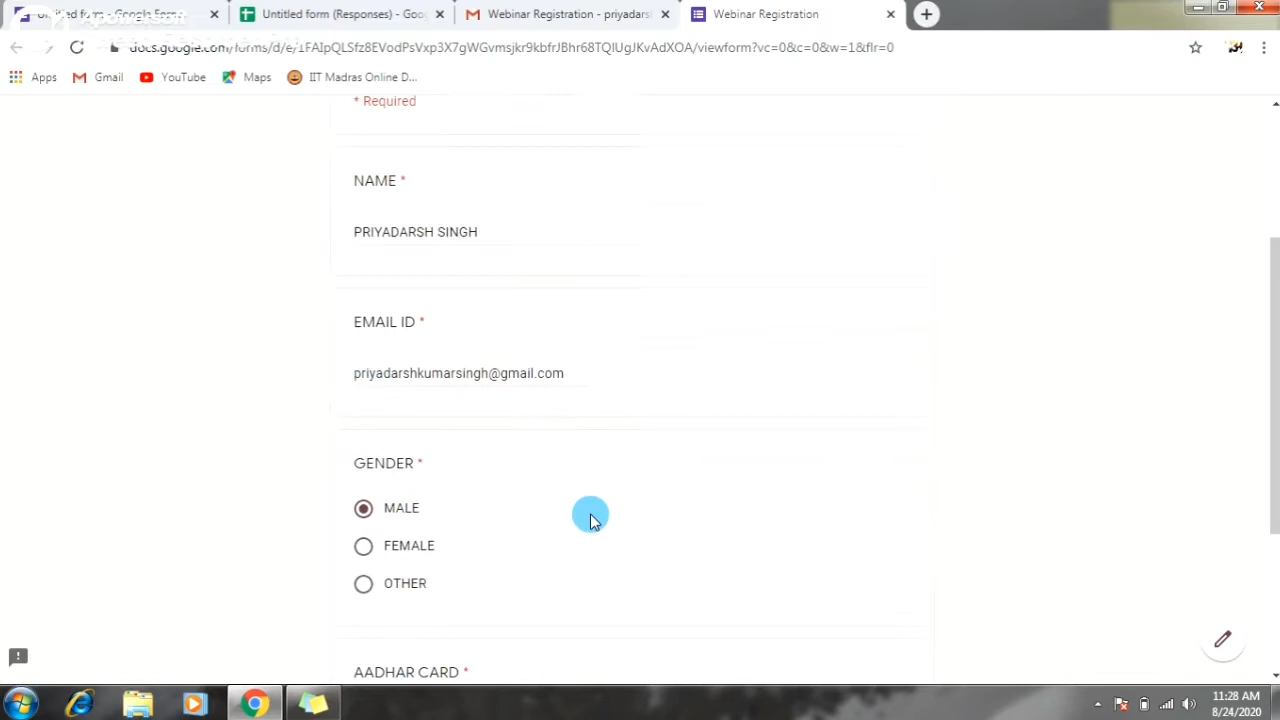 Untitled form (Responses) - Goo
Webinar Registration - priyadars
Webinar Registration
docs.google.com/forms/d/e/1FAIpQLSfz8EVodPsVxp3X7gWGvmsjkr9kbfrJBhr68TQIUgJKvAdXOA/viewform?vc=0&c=0&w=1&flr=0
Apps
Gmail
YouTube
Maps
IIT Madras Online D...
* Required
NAME *
PRIYADARSH SINGH
EMAIL ID *
priyadarshkumarsingh@gmail.com
GENDER *
MALE
FEMALE
OTHER
AADHAR CARD *
11:28 AM
8/24/2020